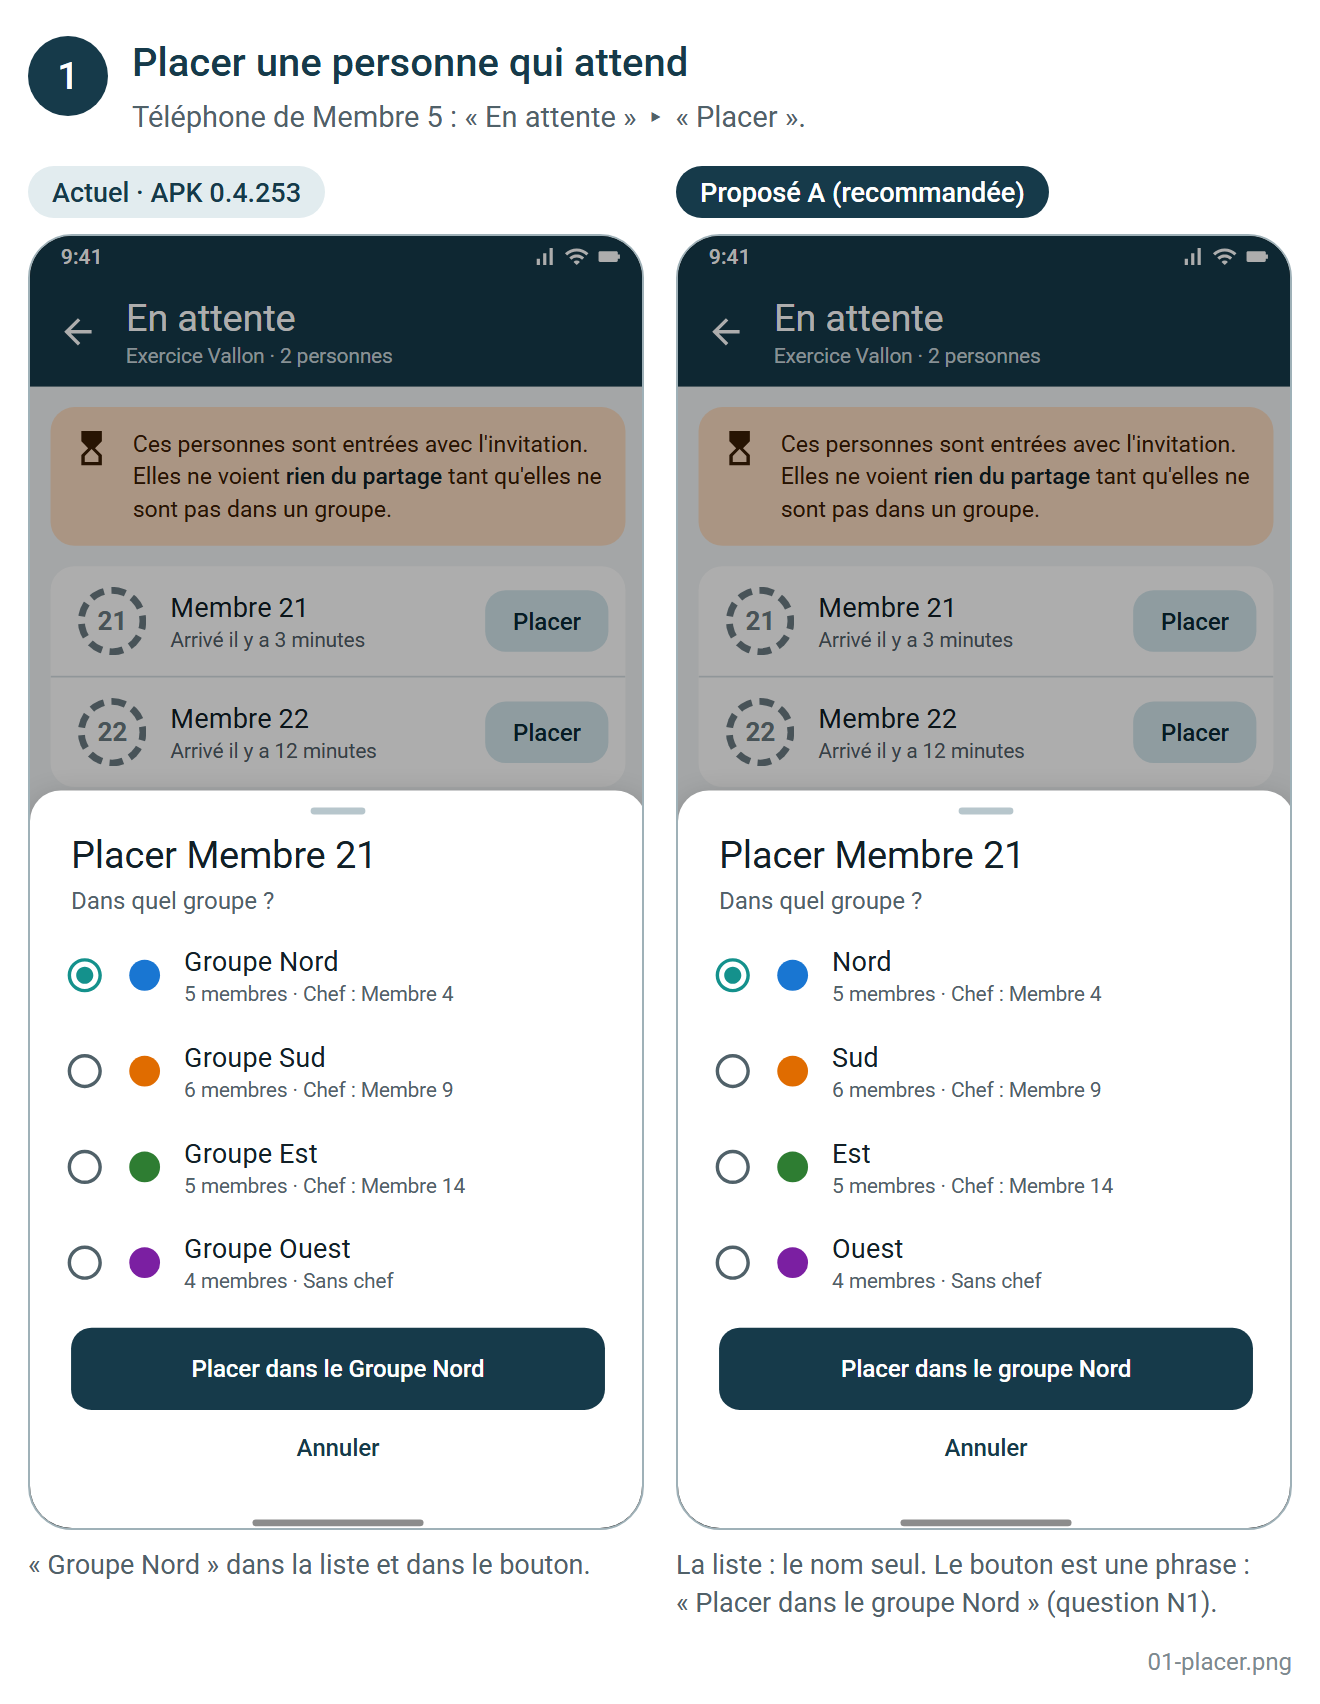 1
Placer une personne qui attend
Téléphone de Membre 5 : « En attente » ▸ « Placer ».
Actuel · APK 0.4.253
9:41
En attente
Exercice Vallon · 2 personnes
Ces personnes sont entrées avec l'invitation.
Elles ne voient rien du partage tant qu'elles ne
sont pas dans un groupe.
21
Membre 21
Arrivé il y a 3 minutes
Placer
22
Membre 22
Arrivé il y a 12 minutes
Placer
Placer Membre 21
Dans quel groupe ?
Groupe Nord
5 membres · Chef : Membre 4
Groupe Sud
6 membres · Chef : Membre 9
Groupe Est
5 membres · Chef : Membre 14
Groupe Ouest
4 membres · Sans chef
Placer dans le Groupe Nord
Annuler
« Groupe Nord » dans la liste et dans le bouton.
Proposé A (recommandée)
9:41
En attente
Exercice Vallon · 2 personnes
Ces personnes sont entrées avec l'invitation.
Elles ne voient rien du partage tant qu'elles ne
sont pas dans un groupe.
21
Membre 21
Arrivé il y a 3 minutes
Placer
22
Membre 22
Arrivé il y a 12 minutes
Placer
Placer Membre 21
Dans quel groupe ?
Nord
5 membres · Chef : Membre 4
Sud
6 membres · Chef : Membre 9
Est
5 membres · Chef : Membre 14
Ouest
4 membres · Sans chef
Placer dans le groupe Nord
Annuler
La liste : le nom seul. Le bouton est une phrase :
« Placer dans le groupe Nord » (question N1).
01-placer.png